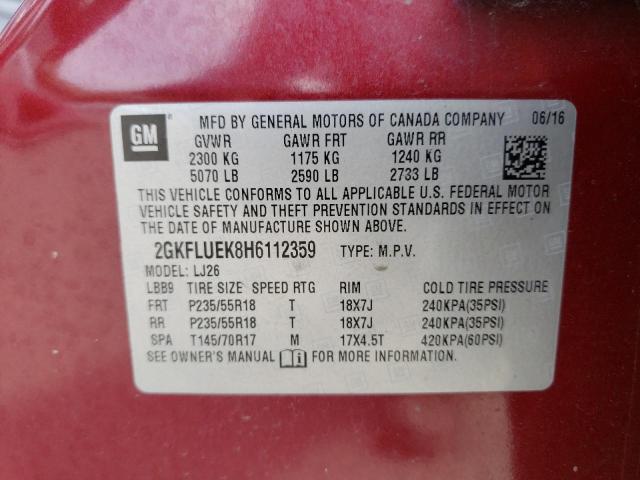 GM MFD BY GENERAL MOTORS OF CANADA COMPANY 06/16
GVWR GAWR FRT GAWR RR
2300 KG 1175 KG 1240 KG
5070 LB 2590 LB 2733 LB
THIS VEHICLE CONFORMS TO ALL APPLICABLE U.S. FEDERAL MOTOR
VEHICLE SAFETY AND THEFT PREVENTION STANDARDS IN EFFECT ON
THE DATE OF MANUFACTURE SHOWN ABOVE.
2GKFLUEK8H6112359 TYPE: M.P.V.
MODEL: LJ26
LBB9 TIRE SIZE SPEED RTG RIM COLD TIRE PRESSURE
FRT P235/55R18 T 18X7J 240KPA(35PSI)
RR P235/55R18 T 18X7J 240KPA(35PSI)
SPA T145/70R17 M 17X4.5T 420KPA(60PSI)
SEE OWNER'S MANUAL i FOR MORE INFORMATION.